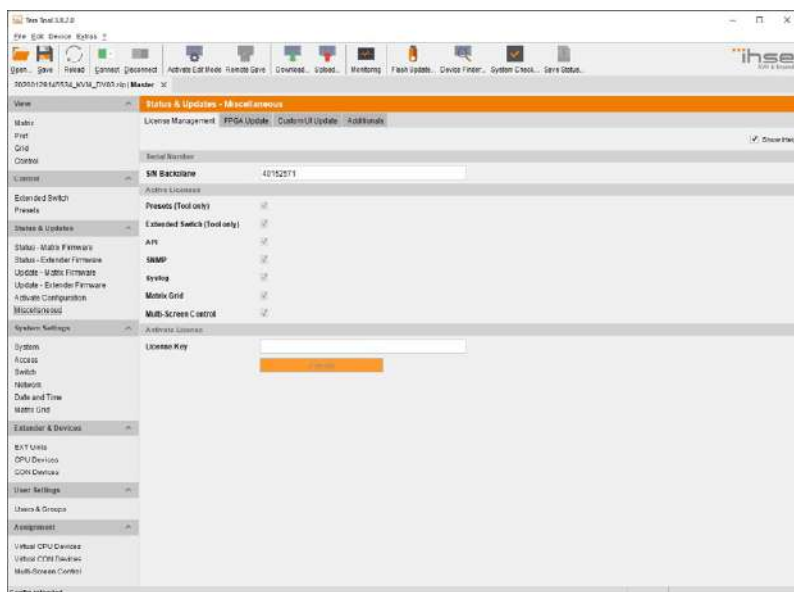 Tera Tool 3.8.2.0
File Edit Device Extras ?
Open... Save Reload Connect Disconnect Activate Edit Mode Remote Save Download... Upload... Monitoring Flash Update... Device Finder... System Check... Save Status...
ihse
Master
View
Status & Updates - Miscellaneous
License Management FPGA Update Custom UI Update Additionals
Matrix
Port
Grid
Control
Serial Number
S/N Backplane 40152571
Control
Active Licenses
Extended Switch
Presets
Presets (Tool only)
Extended Switch (Tool only)
API
SNMP
Syslog
Matrix Grid
Multi-Screen Control
Status & Updates
Status - Matrix Firmware
Status - Extender Firmware
Update - Matrix Firmware
Update - Extender Firmware
Activate Configuration
Miscellaneous
Activate License
License Key
System Settings
System
Access
Switch
Network
Date and Time
Matrix Grid
Extender & Devices
EXT Units
CPU Devices
CON Devices
User Settings
Users & Groups
Assignment
Virtual CPU Devices
Virtual CON Devices
Multi-Screen Control